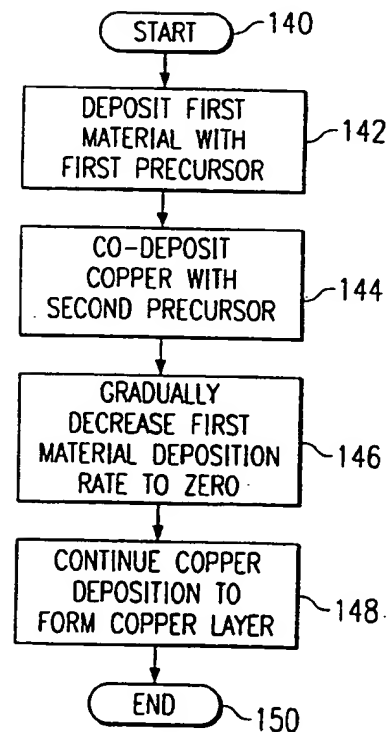 START
140
DEPOSIT FIRST
MATERIAL WITH
FIRST PRECURSOR
142
CO-DEPOSIT
COPPER WITH
SECOND PRECURSOR
144
GRADUALLY
DECREASE FIRST
MATERIAL DEPOSITION
RATE TO ZERO
146
CONTINUE COPPER
DEPOSITION TO
FORM COPPER LAYER
148
END
150